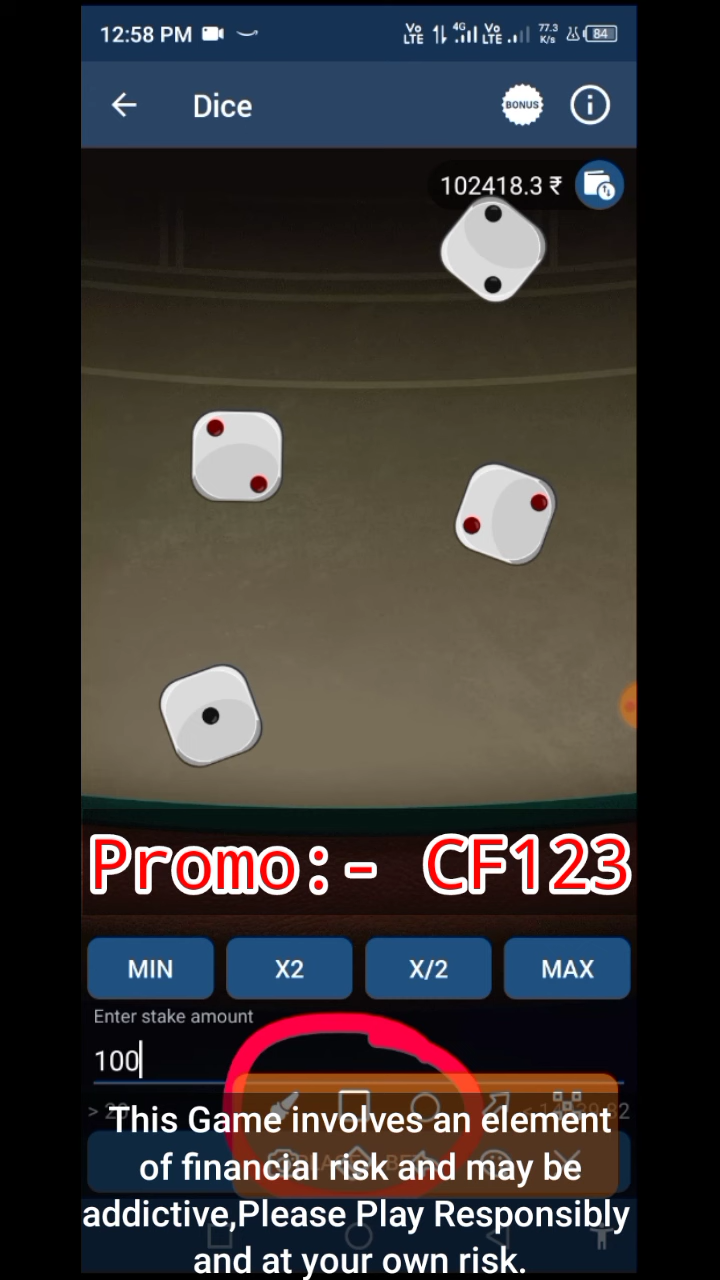 12:58 PM
Vo LTE 4G Vo LTE 77.3 K/s 84
Dice
BONUS
102418.3 ₹
Promo:- CF123
MIN X2 X/2 MAX
Enter stake amount
100
This Game involves an element
of financial risk and may be
addictive,Please Play Responsibly
and at your own risk.